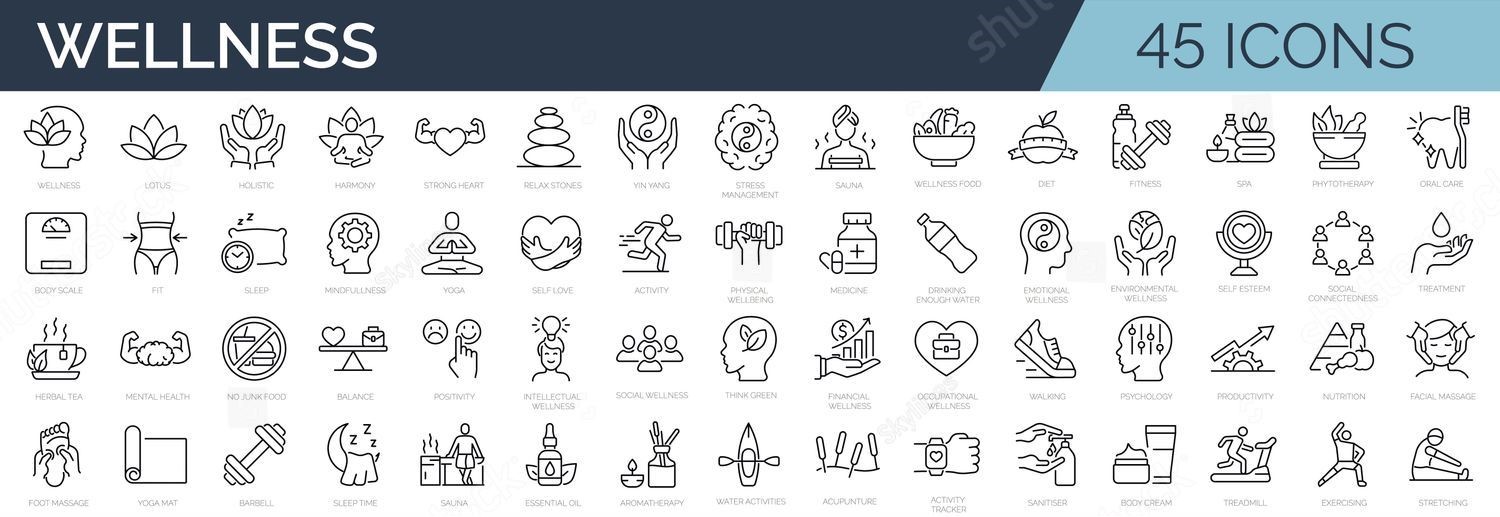 WELLNESS
45 ICONS
WELLNESS
LOTUS
HOLISTIC
HARMONY
STRONG HEART
RELAX STONES
YIN YANG
STRESS
MANAGEMENT
SAUNA
WELLNESS FOOD
DIET
FITNESS
SPA
PHYTOTHERAPY
ORAL CARE
BODY SCALE
FIT
SLEEP
MINDFULLNESS
YOGA
SELF LOVE
ACTIVITY
PHYSICAL
WELLBEING
MEDICINE
DRINKING
ENOUGH WATER
EMOTIONAL
WELLNESS
ENVIRONMENTAL
WELLNESS
SELF ESTEEM
SOCIAL
CONNECTEDNESS
TREATMENT
HERBAL TEA
MENTAL HEALTH
NO JUNK FOOD
BALANCE
POSITIVITY
INTELLECTUAL
WELLNESS
SOCIAL WELLNESS
THINK GREEN
FINANCIAL
WELLNESS
OCCUPATIONAL
WELLNESS
WALKING
PSYCHOLOGY
PRODUCTIVITY
NUTRITION
FACIAL MASSAGE
FOOT MASSAGE
YOGA MAT
BARBELL
SLEEP TIME
SAUNA
ESSENTIAL OIL
AROMATHERAPY
WATER ACTIVITIES
ACUPUNTURE
ACTIVITY
TRACKER
SANITISER
BODY CREAM
TREADMILL
EXERCISING
STRETCHING